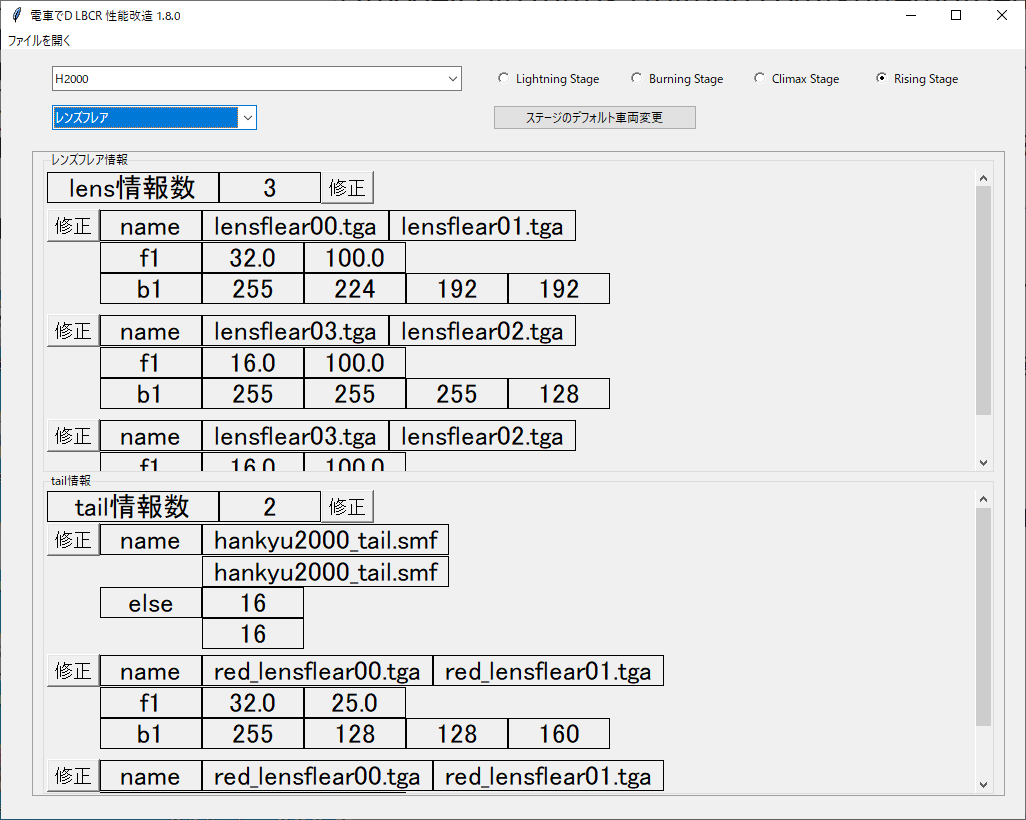 電車でD LBCR 性能改造 1.8.0
ファイルを開く
H2000 Lightning Stage Burning Stage Climax Stage Rising Stage
レンズフレア ステージのデフォルト車両変更
レンズフレア情報
lens情報数 3 修正
修正 name lensflear00.tga lensflear01.tga
f1 32.0 100.0
b1 255 224 192 192
修正 name lensflear03.tga lensflear02.tga
f1 16.0 100.0
b1 255 255 255 128
修正 name lensflear03.tga lensflear02.tga
f1 16.0 100.0
tail情報
tail情報数 2 修正
修正 name hankyu2000_tail.smf
hankyu2000_tail.smf
else 16
16
修正 name red_lensflear00.tga red_lensflear01.tga
f1 32.0 25.0
b1 255 128 128 160
修正 name red_lensflear00.tga red_lensflear01.tga